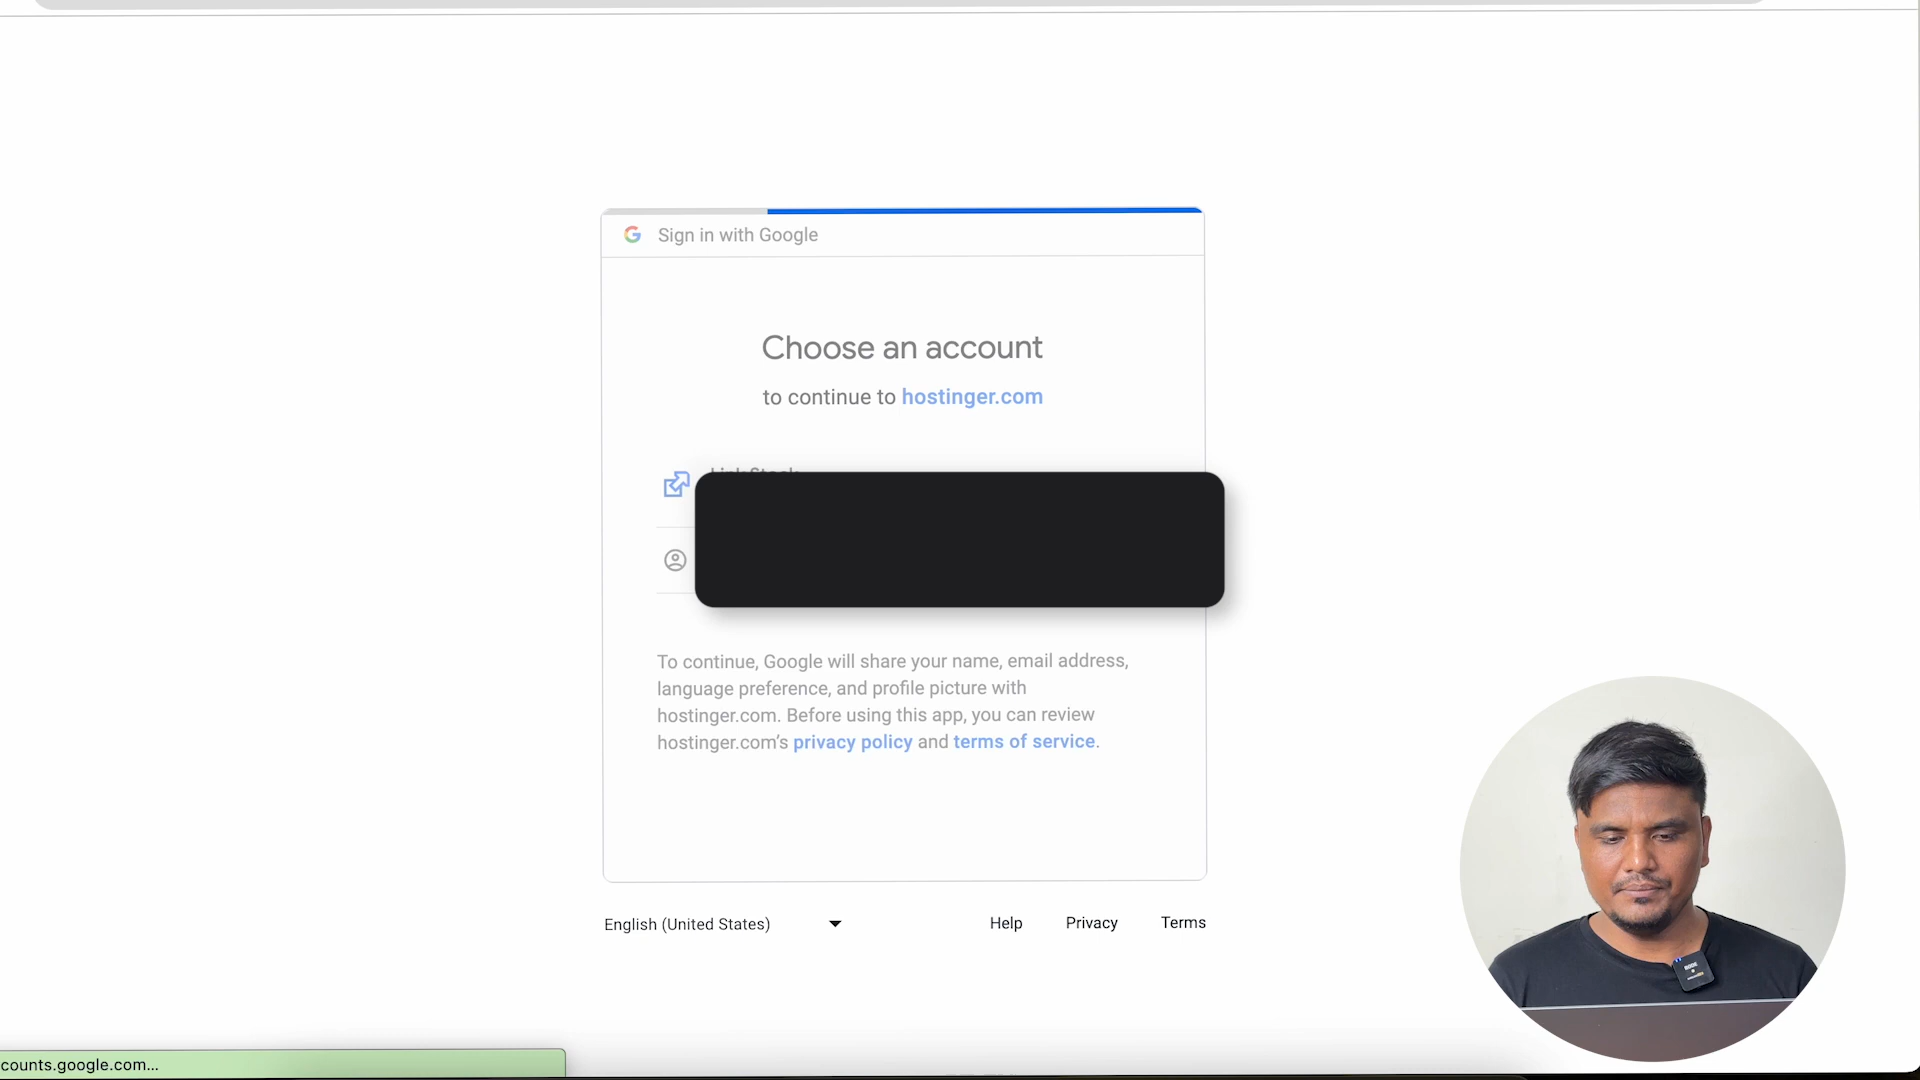 Sign in with Google
Choose an account
to continue to hostinger.com
To continue, Google will share your name, email address,
language preference, and profile picture with
hostinger.com. Before using this app, you can review
hostinger.com's privacy policy and terms of service.
English (United States)
Help
Privacy
Terms
counts.google.com...